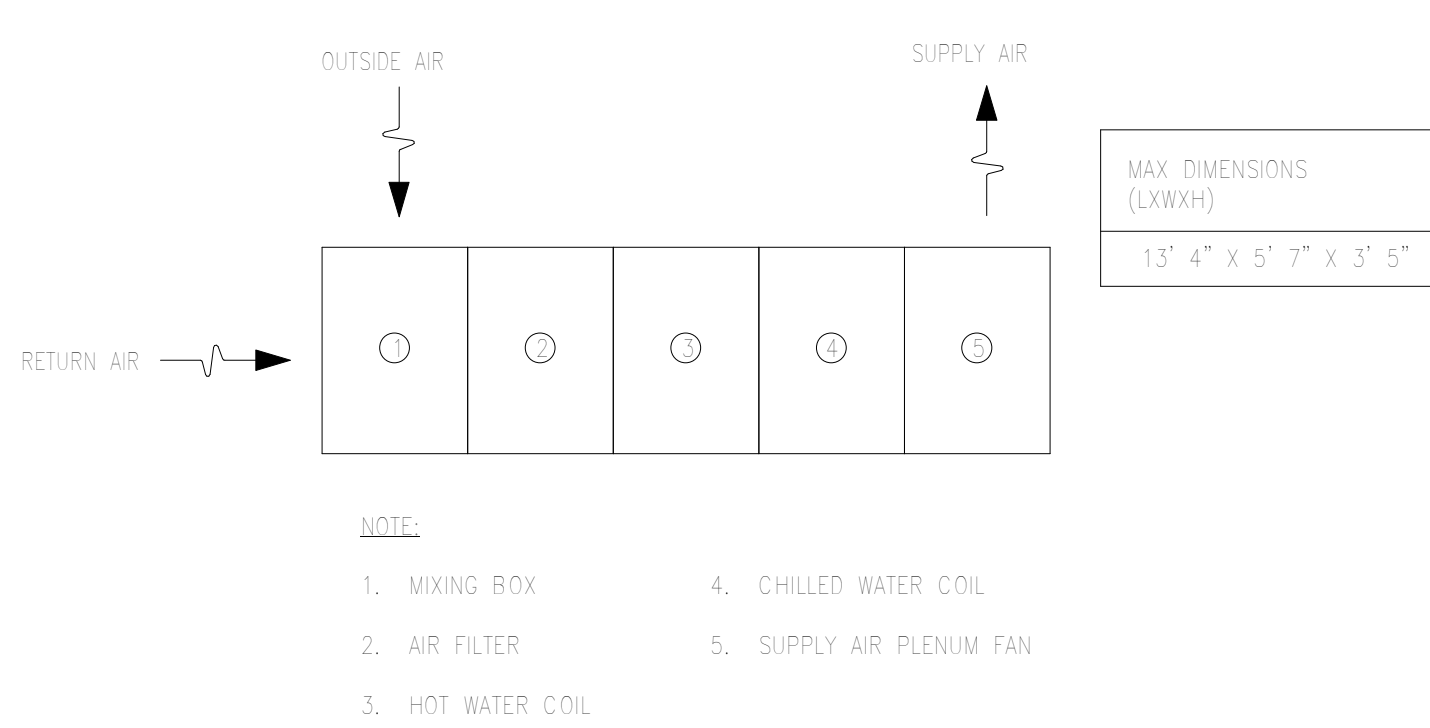 OUTSIDE AIR
SUPPLY AIR
MAX DIMENSIONS
(LXWXH)
13' 4" X 5' 7" X 3' 5"
RETURN AIR
1
2
3
4
5
NOTE:
1. MIXING BOX
2. AIR FILTER
3. HOT WATER COIL
4. CHILLED WATER COIL
5. SUPPLY AIR PLENUM FAN